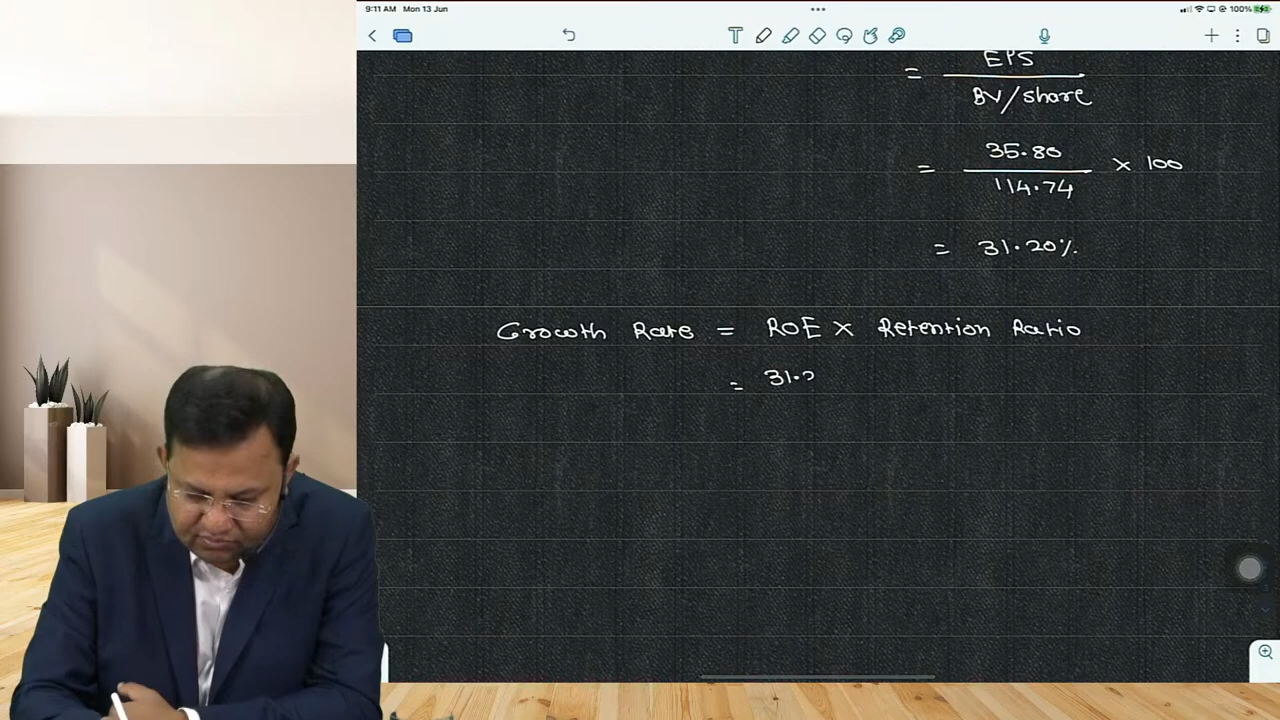 9:11 AM Mon 13 Jun
100%
T
= EPS
BV/share
= 35.80 × 100
114.74
= 31.20%
Growth Rate = ROE × Retention Ratio
= 31.2